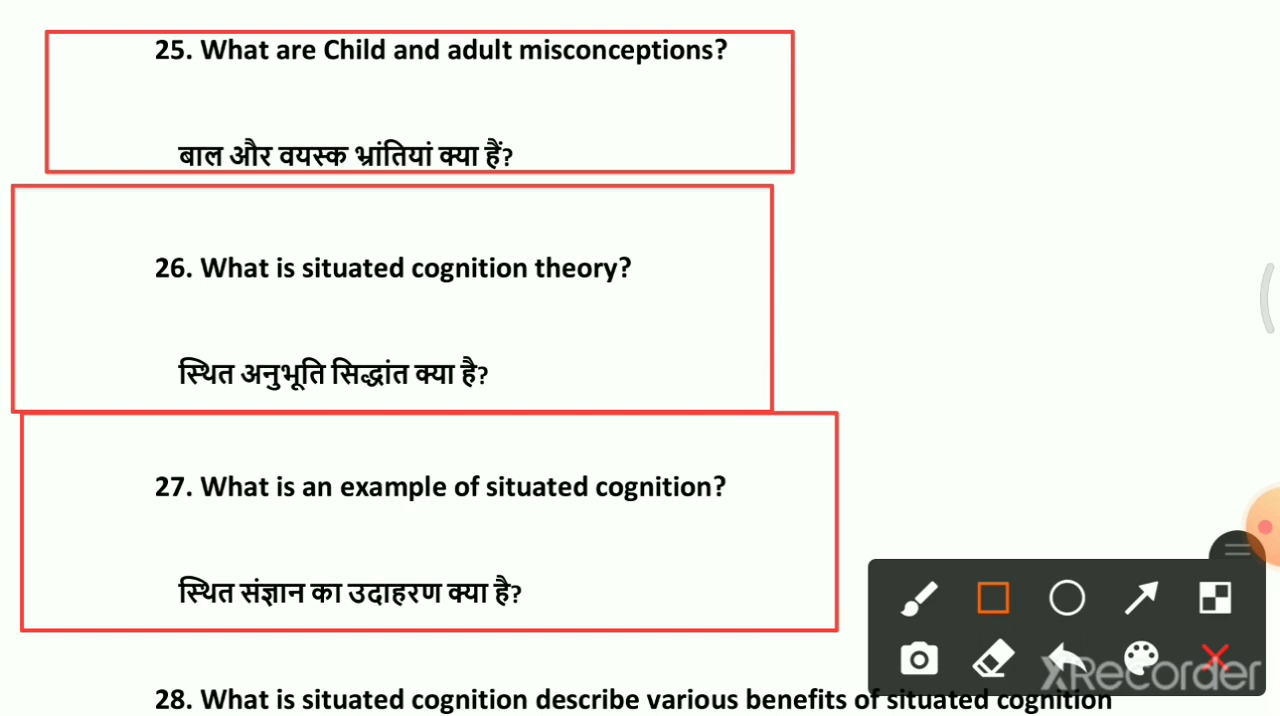 25. What are Child and adult misconceptions?
बाल और वयस्क भ्रांतियां क्या हैं?
26. What is situated cognition theory?
स्थित अनुभूति सिद्धांत क्या है?
27. What is an example of situated cognition?
स्थित संज्ञान का उदाहरण क्या है?
XRecorder
28. What is situated cognition describe various benefits of situated cognition